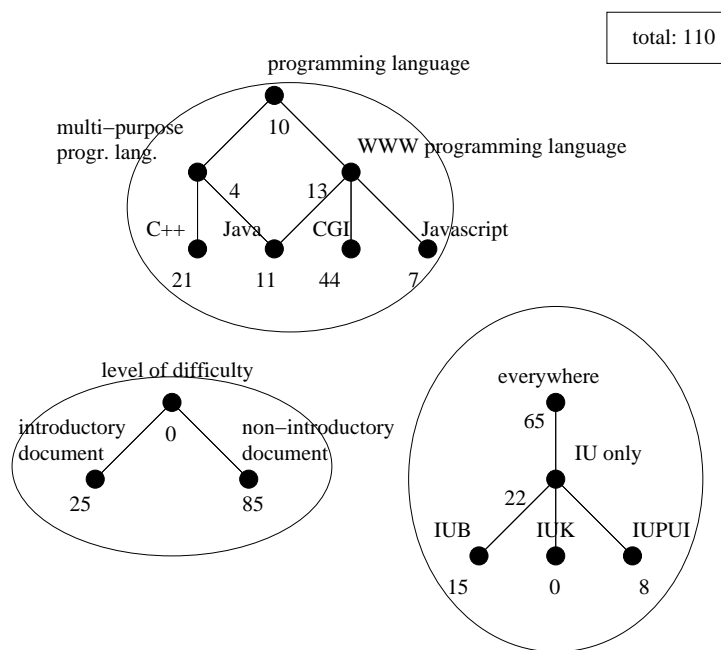 total: 110
programming language
10
multi−purpose
progr. lang.
WWW programming language
4
13
C++
Java
CGI
Javascript
21
11
44
7
level of difficulty
0
introductory
document
non−introductory
document
25
85
everywhere
65
IU only
22
IUB
IUK
IUPUI
15
0
8